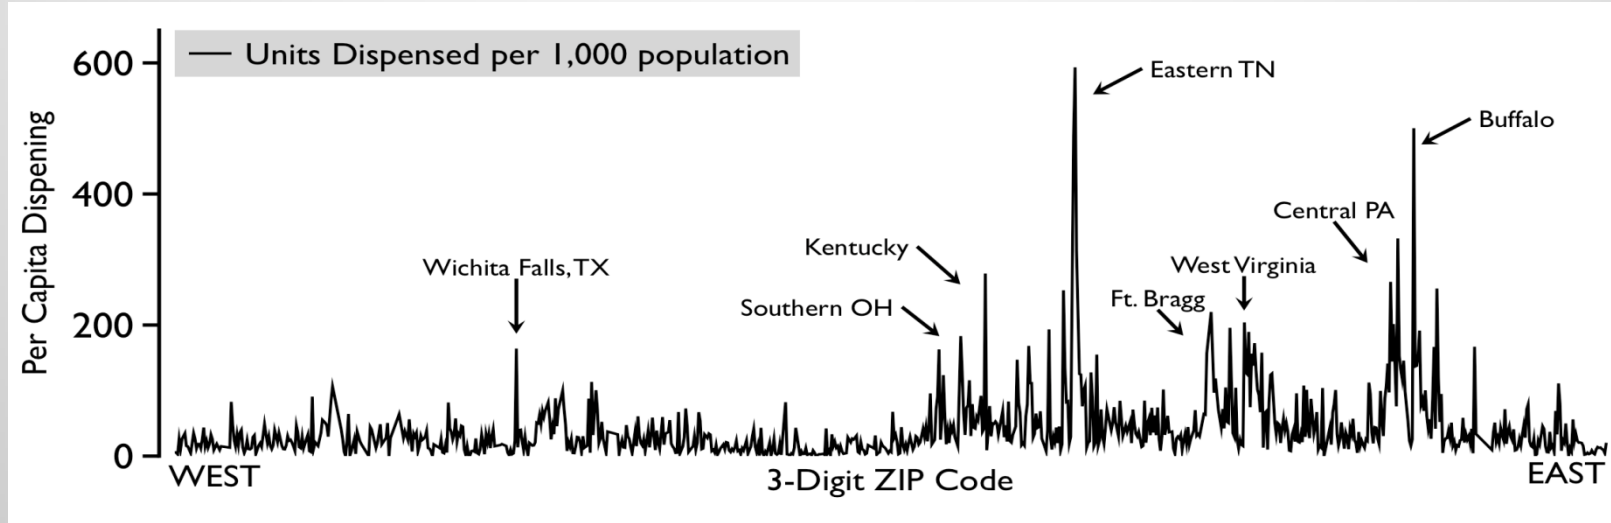 Units Dispensed per 1,000 population
600
400
200
0
Per Capita Dispening
Eastern TN
Buffalo
Central PA
Kentucky
West Virginia
Wichita Falls, TX
Ft. Bragg
Southern OH
WEST
3-Digit ZIP Code
EAST